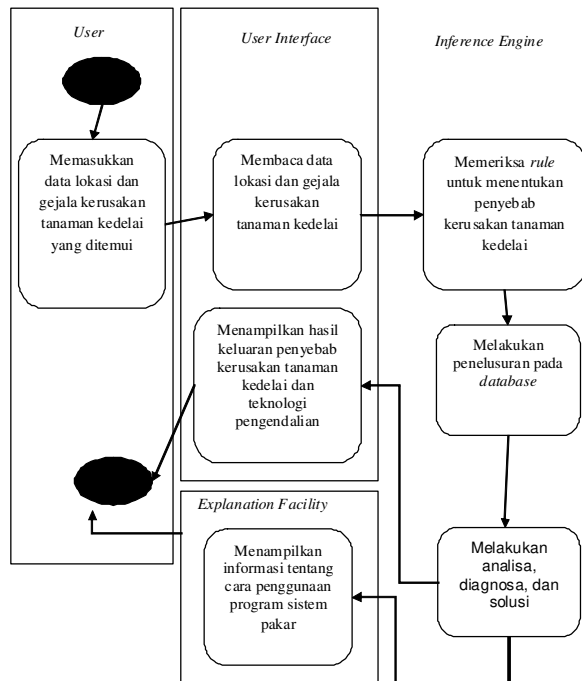 User
User Interface
Inference Engine
Memasukkan
data lokasi dan
gejala kerusakan
tanaman kedelai
yang ditemui
Membaca data
lokasi dan gejala
kerusakan
tanaman kedelai
Memeriksa rule
untuk menentukan
penyebab
kerusakan tanaman
kedelai
Menampilkan hasil
keluaran penyebab
kerusakan tanaman
kedelai dan
teknologi
pengendalian
Melakukan
penelusuran pada
database
Explanation Facility
Menampilkan
informasi tentang
cara penggunaan
program sistem
pakar
Melakukan
analisa,
diagnosa, dan
solusi